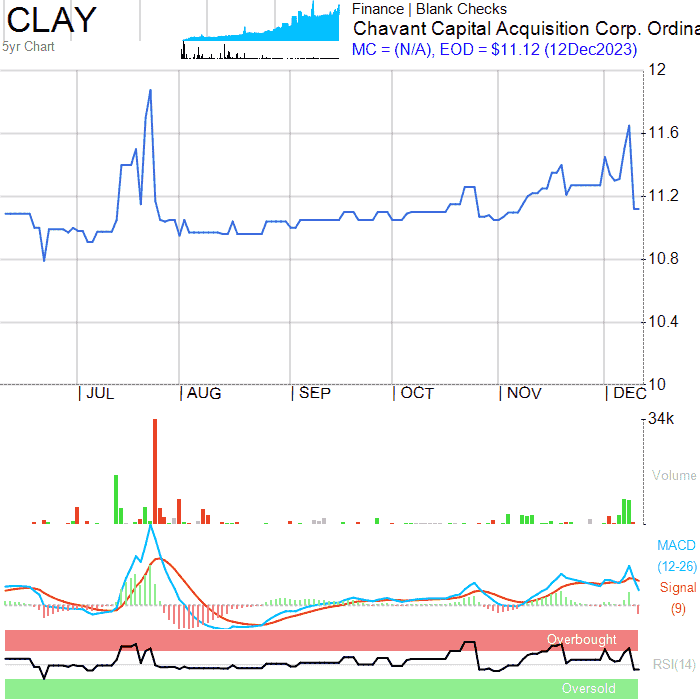 CLAY
5yr Chart
Finance | Blank Checks
Chavant Capital Acquisition Corp. Ordina
MC = (N/A), EOD = $11.12 (12Dec2023)
12
11.6
11.2
10.8
10.4
10
JUL AUG SEP OCT NOV DEC
34k
Volume
MACD
(12-26)
Signal
(9)
Overbought
RSI(14)
Oversold